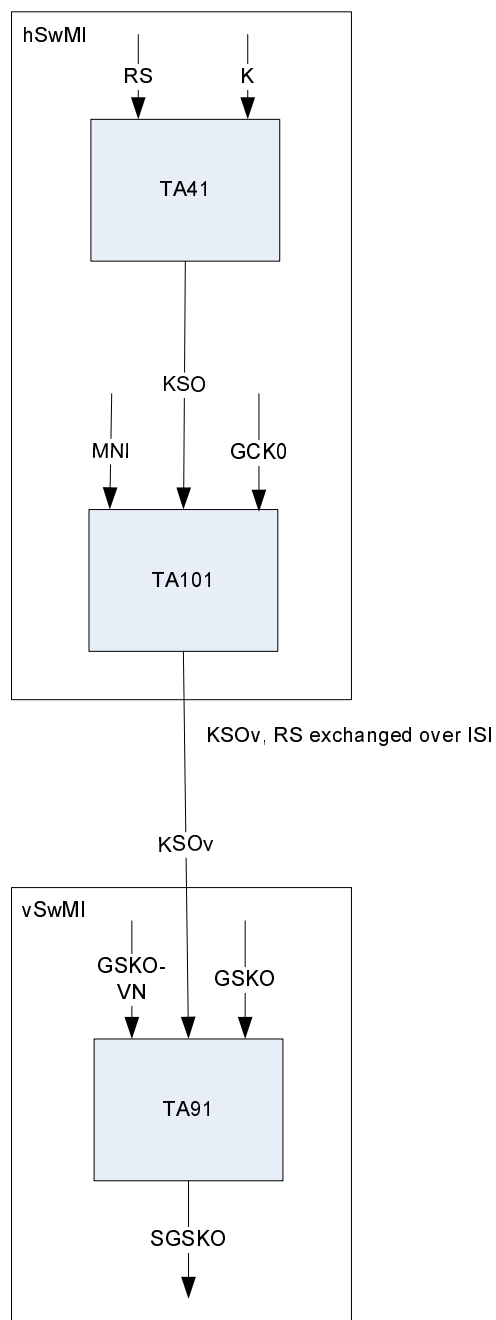 hSwMI
RS
K
TA41
KSO
MNI
GCK0
TA101
KSOv, RS exchanged over ISI
KSOv
vSwMI
GSKO-
VN
GSKO
TA91
SGSKO